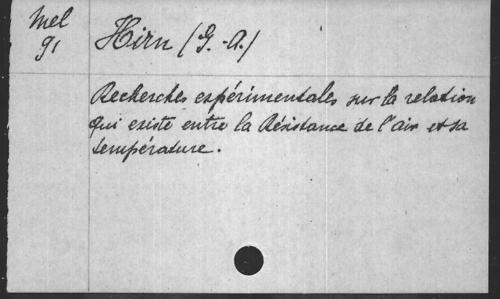 Mel
91
Hirn (G.-A.)
Recherches expérimentales sur la relation
qui existe entre la Résistance de l'air et sa
température.